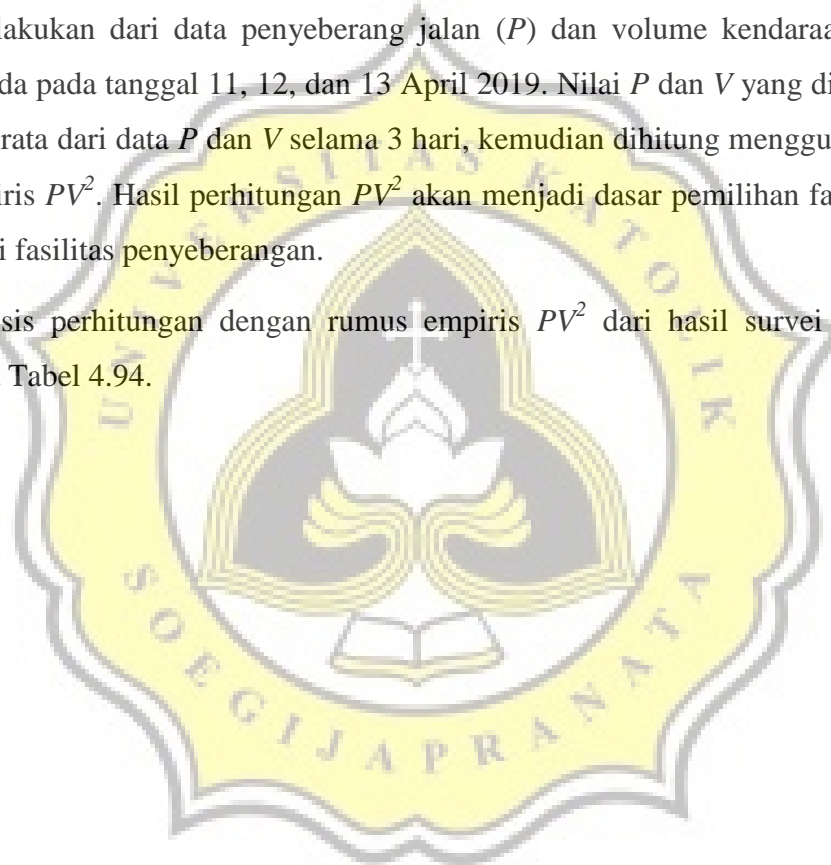 lakukan dari data penyeberang jalan (P) dan volume kendaraa
da pada tanggal 11, 12, dan 13 April 2019. Nilai P dan V yang di
rata dari data P dan V selama 3 hari, kemudian dihitung menggu
iris PV². Hasil perhitungan PV² akan menjadi dasar pemilihan fa
i fasilitas penyeberangan.
sis perhitungan dengan rumus empiris PV² dari hasil survei
Tabel 4.94.
UNIVERSITAS KATOLIK
SOEGIJAPRANATA